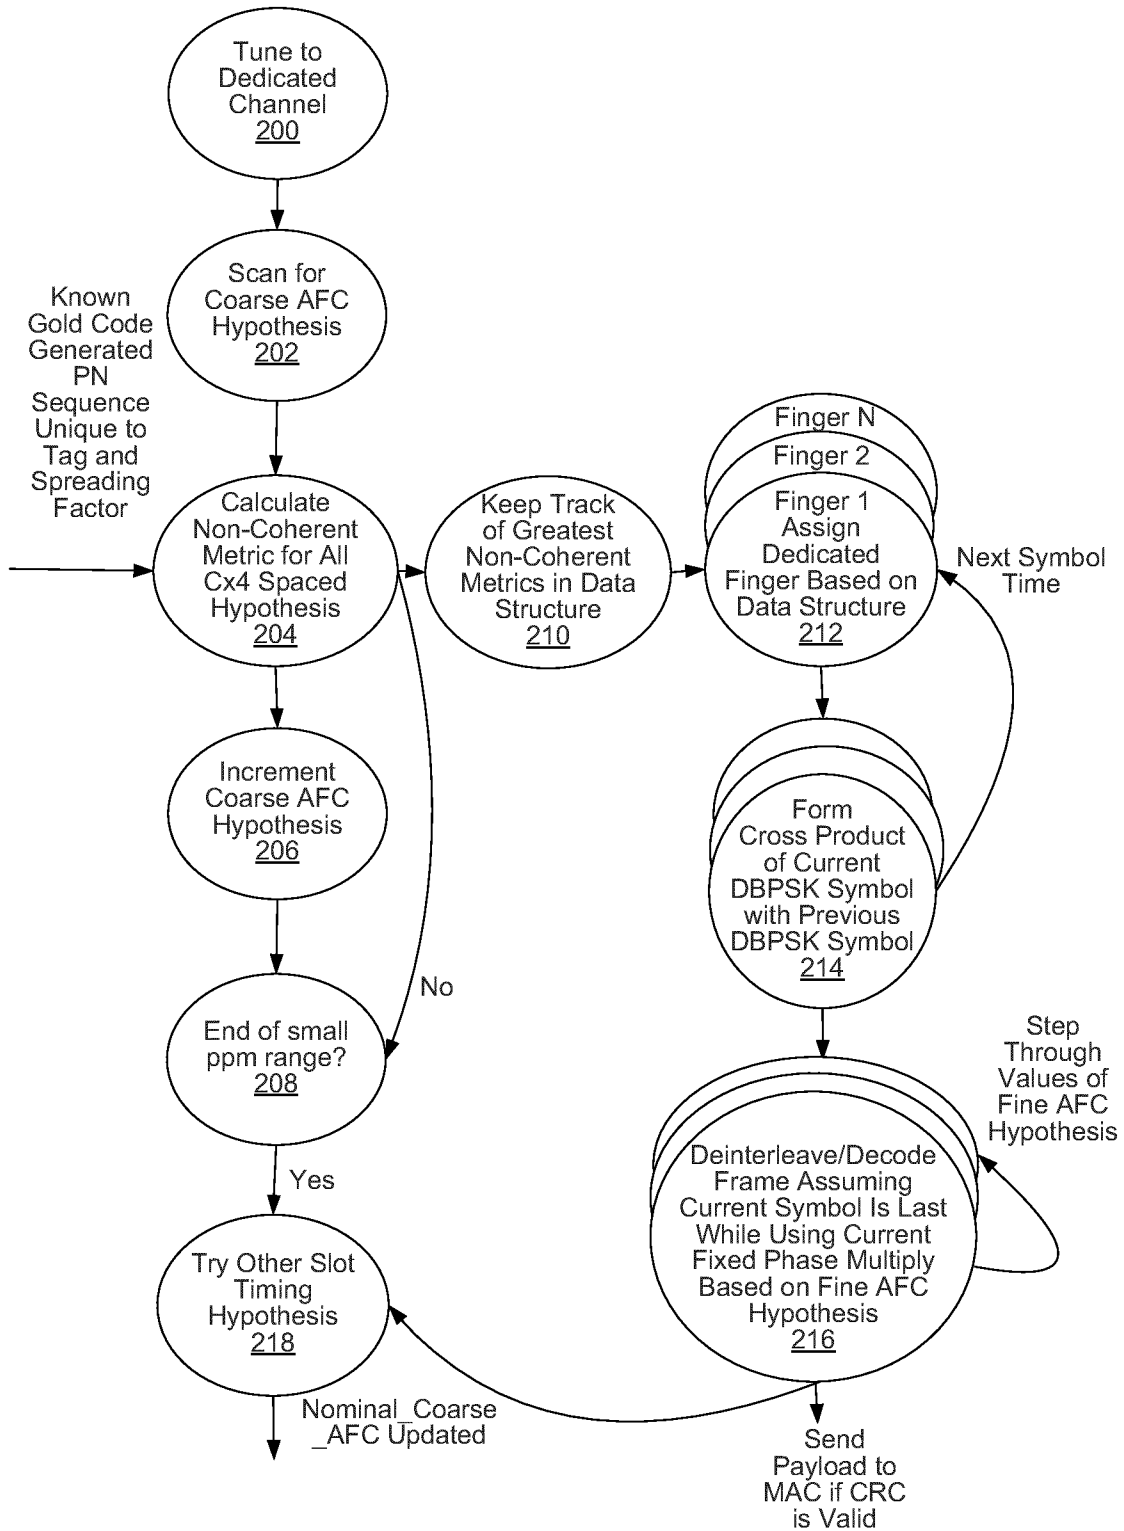 Tune to
Dedicated
Channel
200
Scan for
Coarse AFC
Hypothesis
202
Known
Gold Code
Generated
PN
Sequence
Unique to
Tag and
Spreading
Factor
Calculate
Non-Coherent
Metric for All
Cx4 Spaced
Hypothesis
204
Keep Track
of Greatest
Non-Coherent
Metrics in Data
Structure
210
Finger N
Finger 2
Finger 1
Assign
Dedicated
Finger Based on
Data Structure
212
Next Symbol
Time
Increment
Coarse AFC
Hypothesis
206
Form
Cross Product
of Current
DBPSK Symbol
with Previous
DBPSK Symbol
214
No
End of small
ppm range?
208
Yes
Step
Through
Values of
Fine AFC
Hypothesis
Deinterleave/Decode
Frame Assuming
Current Symbol Is Last
While Using Current
Fixed Phase Multiply
Based on Fine AFC
Hypothesis
216
Try Other Slot
Timing
Hypothesis
218
Nominal_Coarse
_AFC Updated
Send
Payload to
MAC if CRC
is Valid